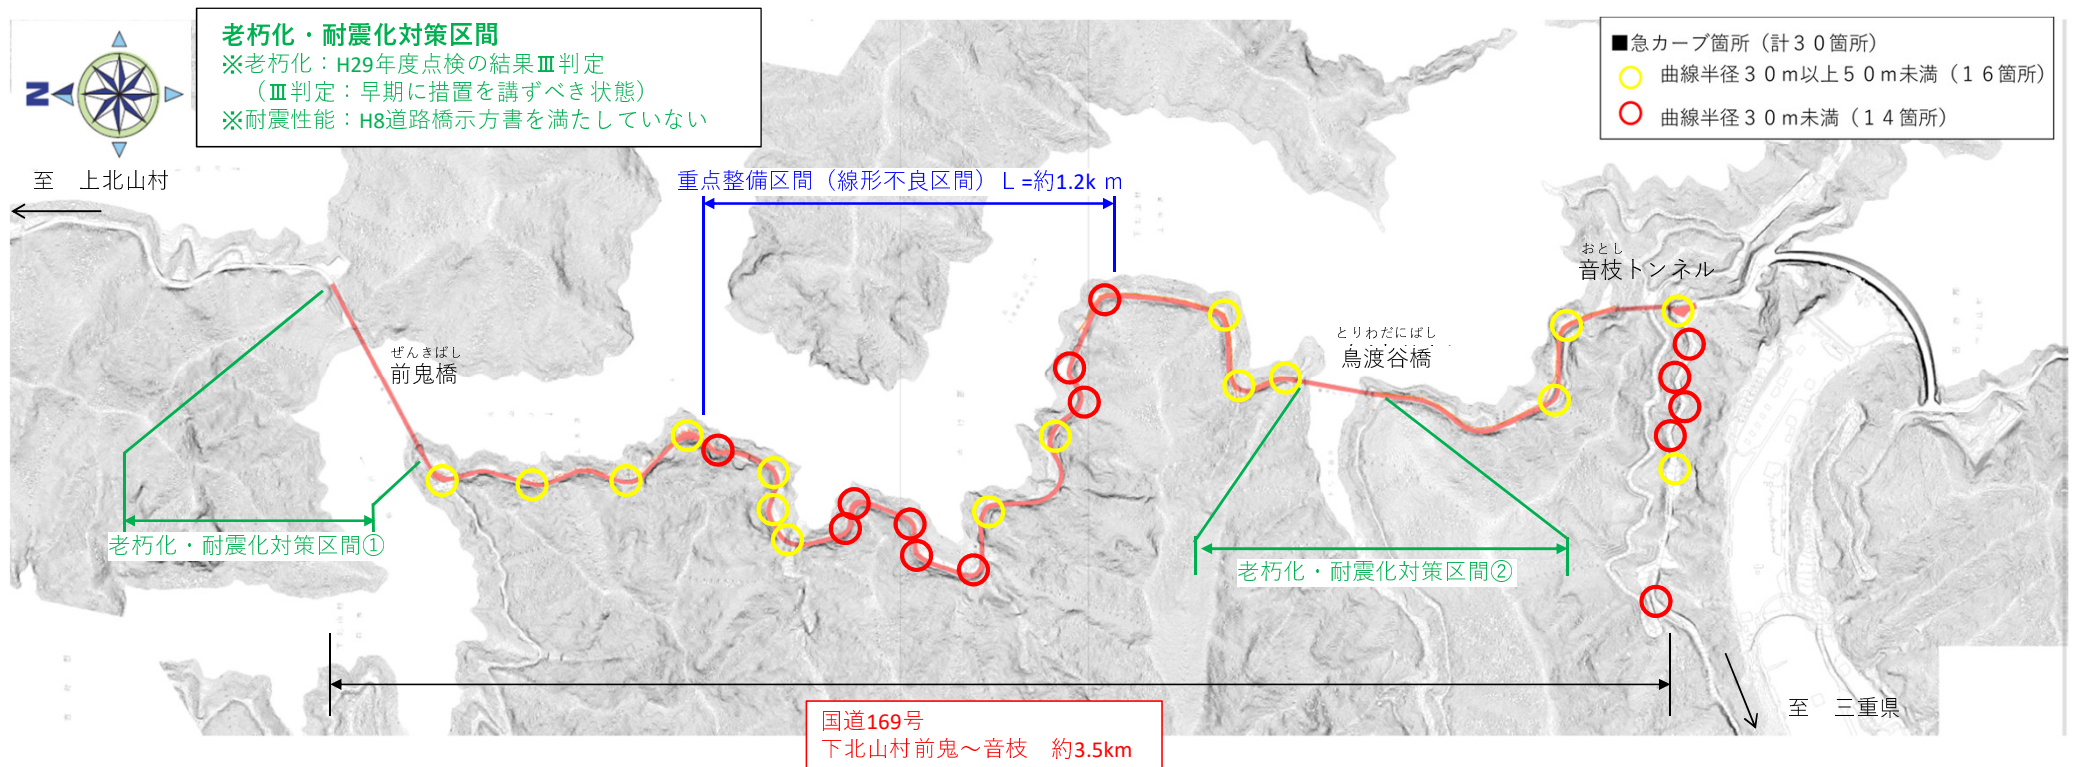 老朽化・耐震化対策区間
※老朽化：H29年度点検の結果Ⅲ判定
（Ⅲ判定：早期に措置を講ずべき状態）
※耐震性能：H8道路橋示方書を満たしていない
■急カーブ箇所（計３０箇所）
曲線半径３０ｍ以上５０ｍ未満（１６箇所）
曲線半径３０ｍ未満（１４箇所）
N
至　上北山村
重点整備区間（線形不良区間）Ｌ=約1.2kｍ
おとし
音枝トンネル
ぜんきばし
前鬼橋
とりわだにばし
鳥渡谷橋
老朽化・耐震化対策区間①
老朽化・耐震化対策区間②
至　三重県
国道169号
下北山村前鬼～音枝　約3.5km